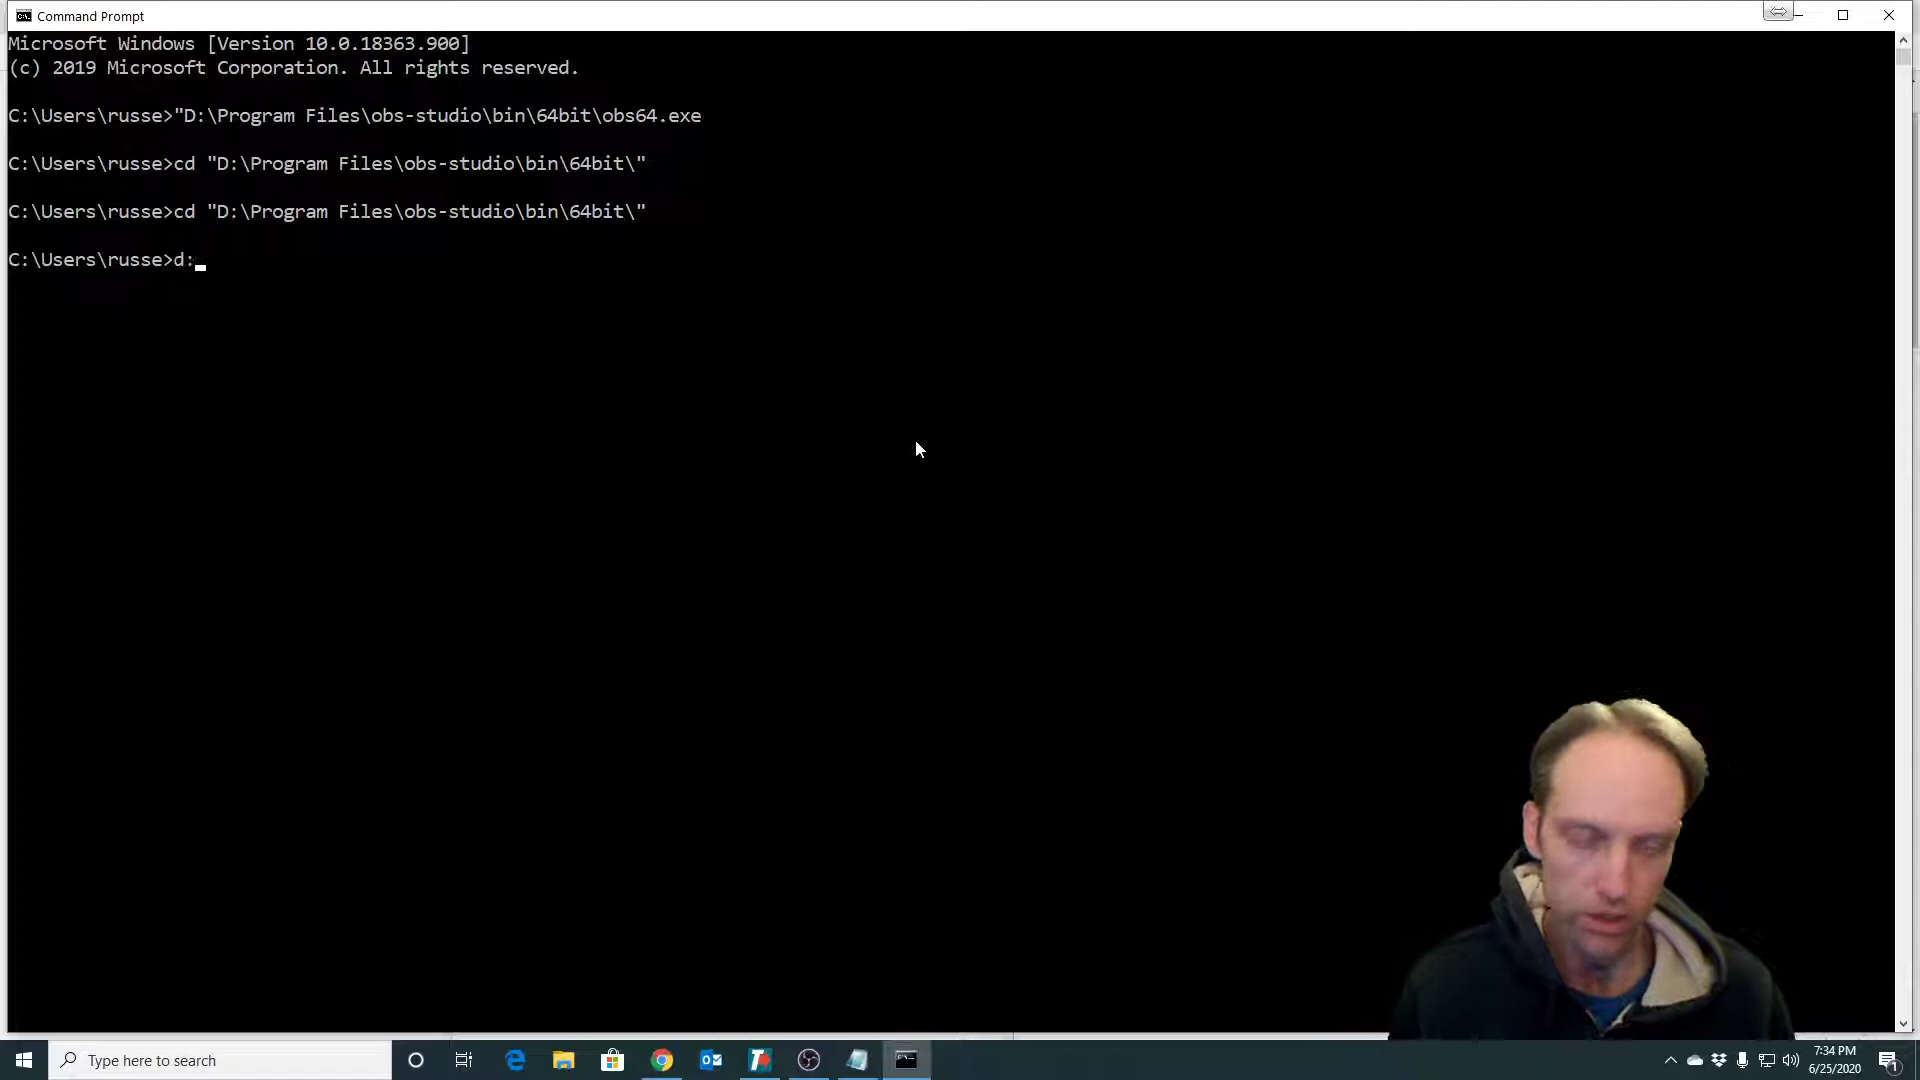 Command Prompt
Microsoft Windows [Version 10.0.18363.900]
(c) 2019 Microsoft Corporation. All rights reserved.
C:\Users\russe>"D:\Program Files\obs-studio\bin\64bit\obs64.exe
C:\Users\russe>cd "D:\Program Files\obs-studio\bin\64bit\"
C:\Users\russe>cd "D:\Program Files\obs-studio\bin\64bit\"
C:\Users\russe>d:
Type here to search
7:34 PM
6/25/2020
1